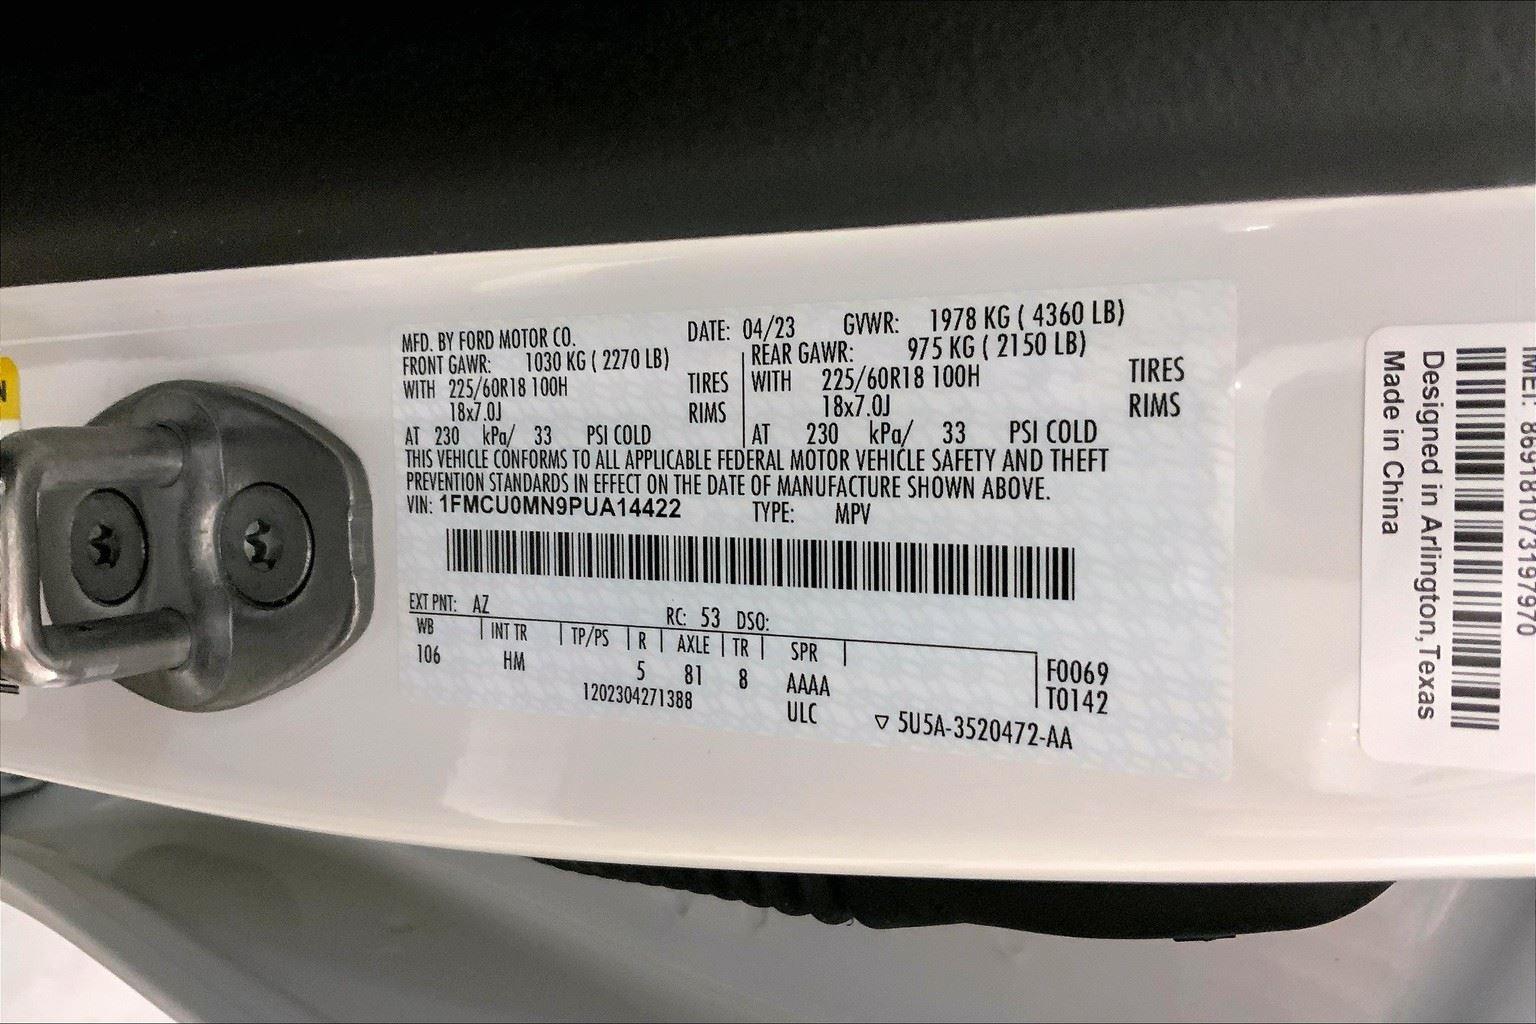 MFD. BY FORD MOTOR CO. DATE: 04/23 GVWR: 1978 KG ( 4360 LB)
FRONT GAWR: 1030 KG ( 2270 LB) REAR GAWR: 975 KG ( 2150 LB)
WITH 225/60R18 100H TIRES WITH 225/60R18 100H TIRES
18x7.0J RIMS 18x7.0J RIMS
AT 230 kPa/ 33 PSI COLD AT 230 kPa/ 33 PSI COLD
THIS VEHICLE CONFORMS TO ALL APPLICABLE FEDERAL MOTOR VEHICLE SAFETY AND THEFT
PREVENTION STANDARDS IN EFFECT ON THE DATE OF MANUFACTURE SHOWN ABOVE.
VIN: 1FMCU0MN9PUA14422 TYPE: MPV
EXT PNT: AZ RC: 53 DSO:
WB INT TR TP/PS R AXLE TR SPR
106 HM 5 81 8 AAAA F0069
T0142
1202304271388 ULC ▽ 5U5A-3520472-AA
IMEI: 869181073197970
Designed in Arlington,Texas
Made in China